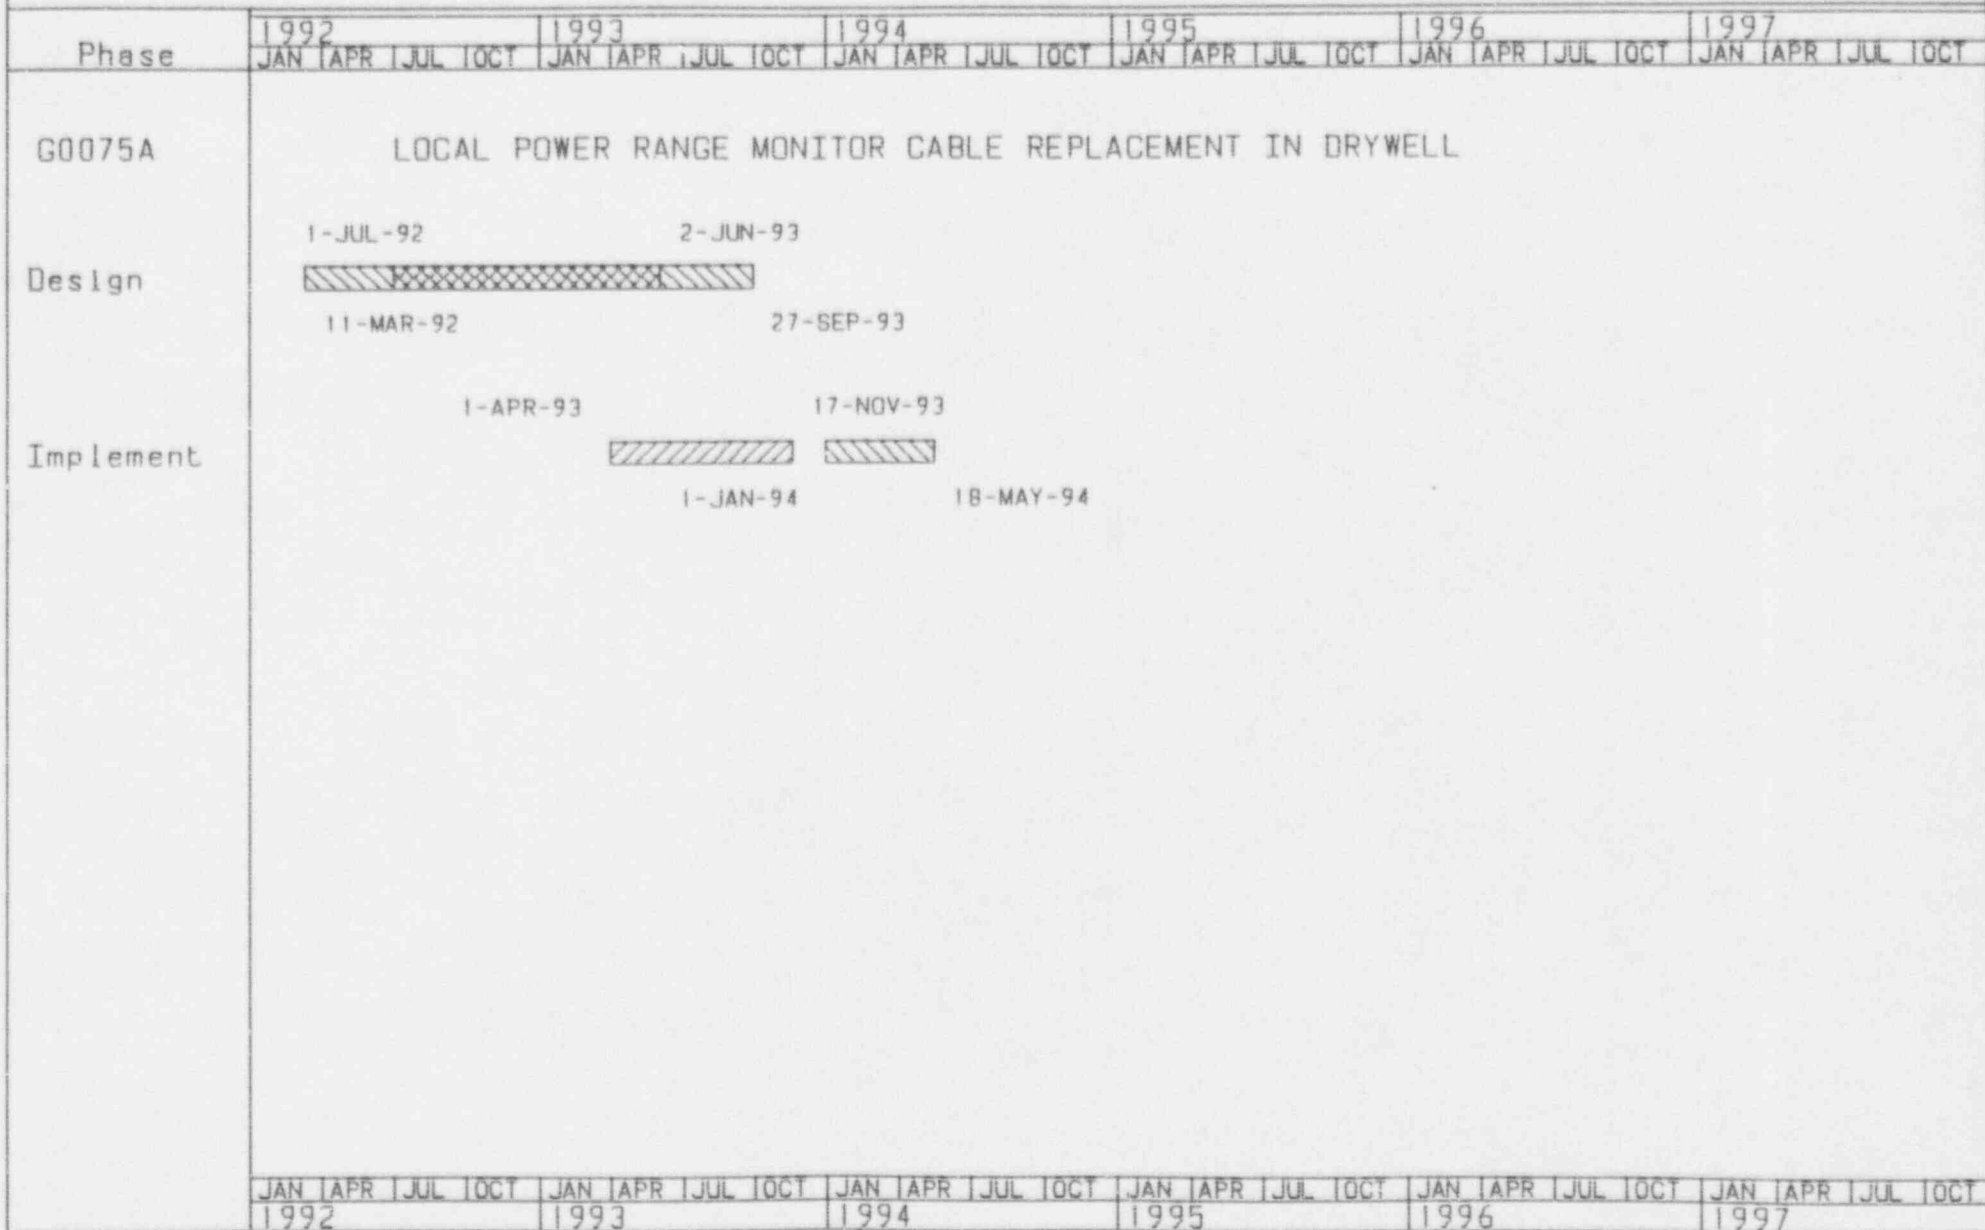 1992 1993 1994 1995 1996 1997
Phase JAN APR JUL OCT JAN APR JUL OCT JAN APR JUL OCT JAN APR JUL OCT JAN APR JUL OCT JAN APR JUL OCT
G0075A LOCAL POWER RANGE MONITOR CABLE REPLACEMENT IN DRYWELL
1-JUL-92 2-JUN-93
Design
11-MAR-92 27-SEP-93
1-APR-93 17-NOV-93
Implement
1-JAN-94 18-MAY-94
JAN APR JUL OCT JAN APR JUL OCT JAN APR JUL OCT JAN APR JUL OCT JAN APR JUL OCT JAN APR JUL OCT
1992 1993 1994 1995 1996 1997